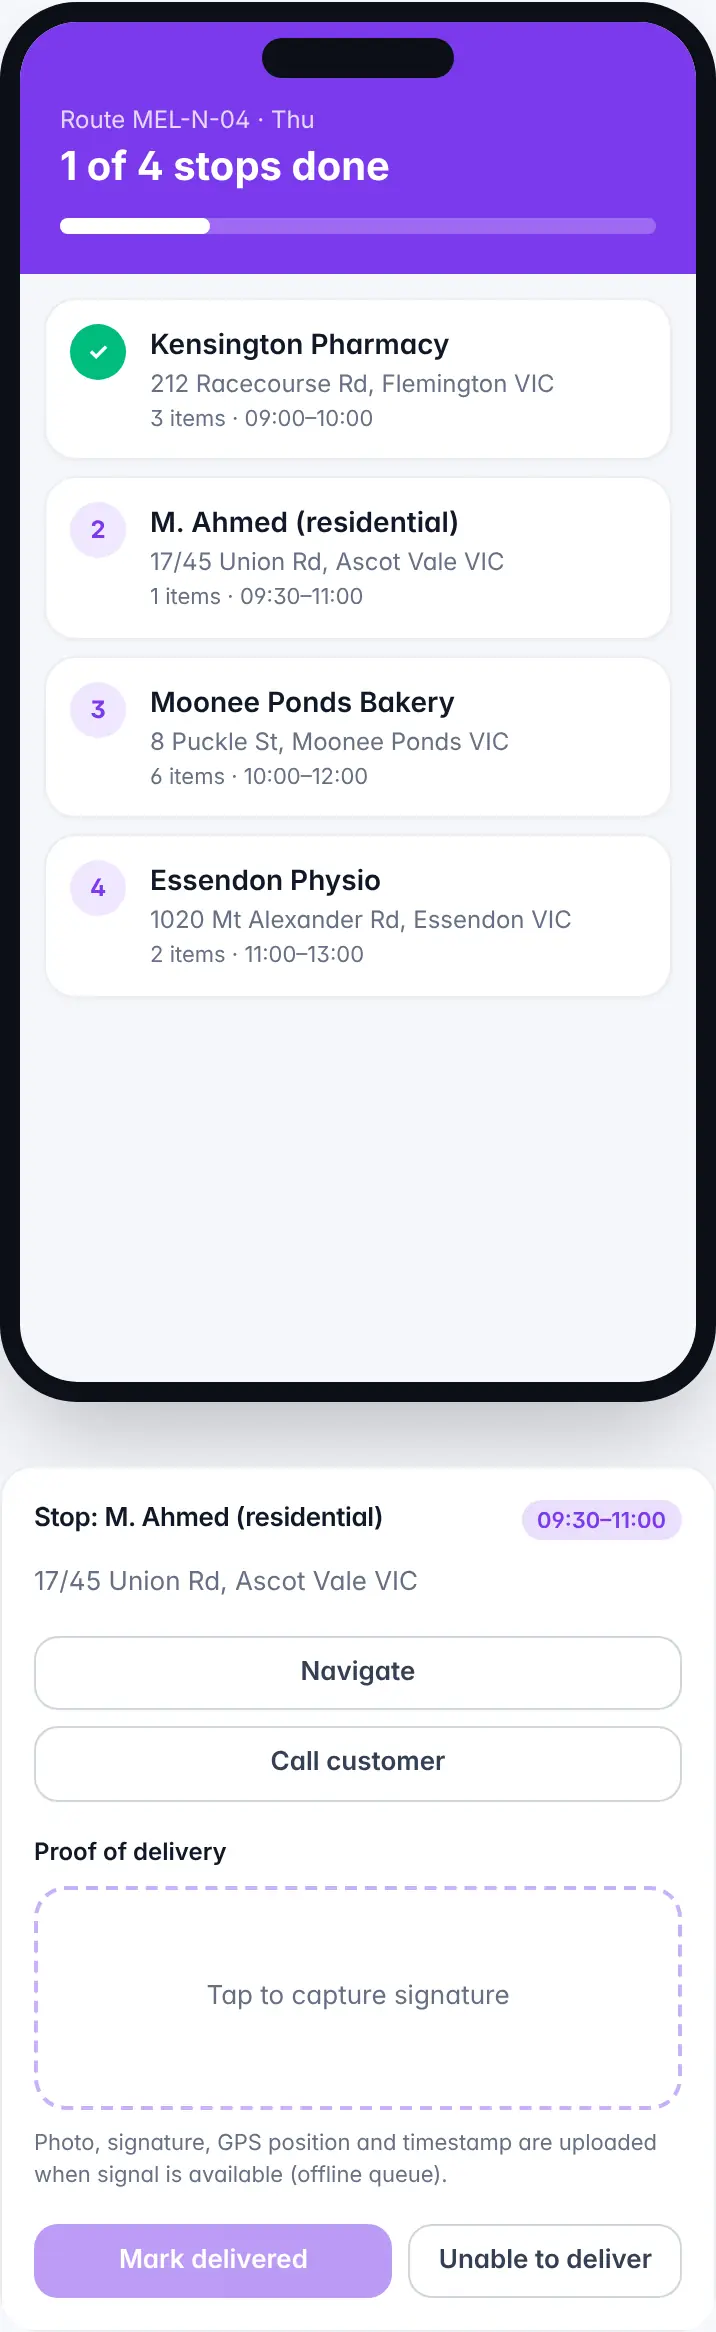 Route MEL-N-04 · Thu
1 of 4 stops done
Kensington Pharmacy
212 Racecourse Rd, Flemington VIC
3 items · 09:00–10:00
2
M. Ahmed (residential)
17/45 Union Rd, Ascot Vale VIC
1 items · 09:30–11:00
3
Moonee Ponds Bakery
8 Puckle St, Moonee Ponds VIC
6 items · 10:00–12:00
4
Essendon Physio
1020 Mt Alexander Rd, Essendon VIC
2 items · 11:00–13:00
Stop: M. Ahmed (residential)
09:30–11:00
17/45 Union Rd, Ascot Vale VIC
Navigate
Call customer
Proof of delivery
Tap to capture signature
Photo, signature, GPS position and timestamp are uploaded
when signal is available (offline queue).
Mark delivered
Unable to deliver